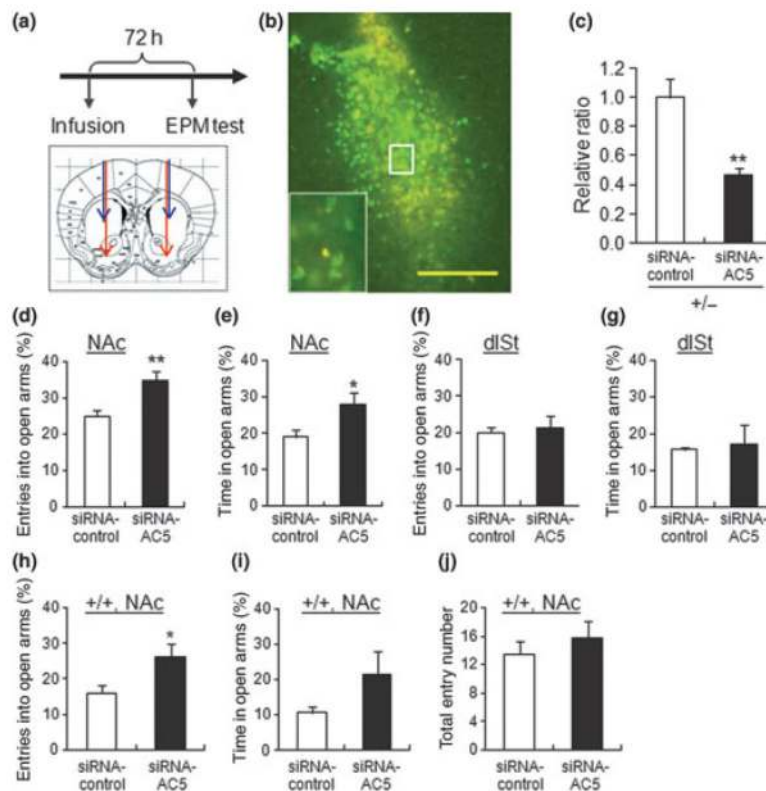 (a)
72 h
Infusion
EPM test
(b)
(c)
Relative ratio
1.2
1.0
0.8
0.6
0.4
0.2
0.0
**
siRNA-
control
siRNA-
AC5
+/−
(d)
NAc
Entries into open arms (%)
40
30
20
10
0
**
siRNA-
control
siRNA-
AC5
(e)
NAc
Time in open arms (%)
40
30
20
10
0
*
siRNA-
control
siRNA-
AC5
(f)
dlSt
Entries into open arms (%)
40
30
20
10
0
siRNA-
control
siRNA-
AC5
(g)
dlSt
Time in open arms (%)
40
30
20
10
0
siRNA-
control
siRNA-
AC5
(h)
+/+, NAc
Entries into open arms (%)
40
30
20
10
0
*
siRNA-
control
siRNA-
AC5
(i)
+/+, NAc
Time in open arms (%)
40
30
20
10
0
siRNA-
control
siRNA-
AC5
(j)
+/+, NAc
Total entry number
20
16
12
8
4
0
siRNA-
control
siRNA-
AC5